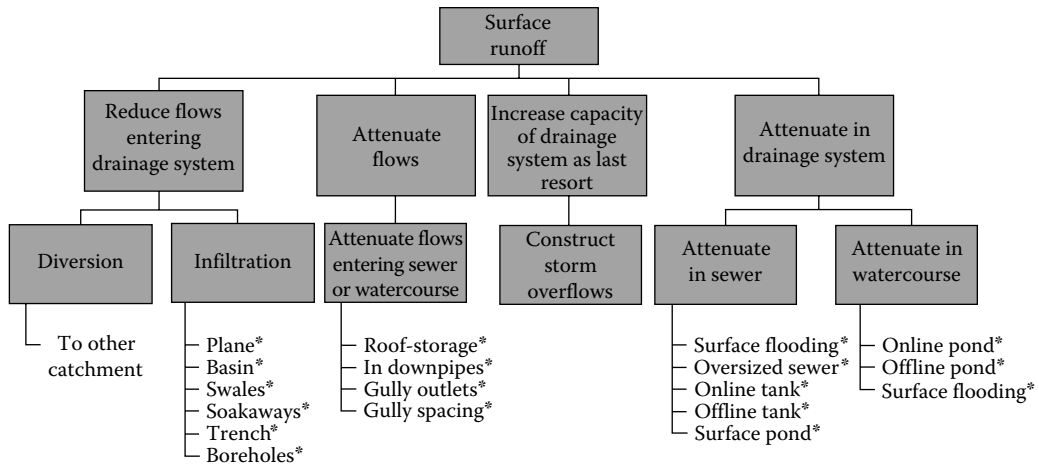 Surface
runoff
Reduce flows
entering
drainage system
Attenuate
flows
Increase capacity
of drainage
system as last
resort
Attenuate in
drainage system
Diversion
Infiltration
Attenuate flows
entering sewer
or watercourse
Construct
storm
overflows
Attenuate
in sewer
Attenuate in
watercourse
To other
catchment
Plane*
Basin*
Swales*
Soakaways*
Trench*
Boreholes*
Roof-storage*
In downpipes*
Gully outlets*
Gully spacing*
Surface flooding*
Oversized sewer*
Online tank*
Offline tank*
Surface pond*
Online pond*
Offline pond*
Surface flooding*